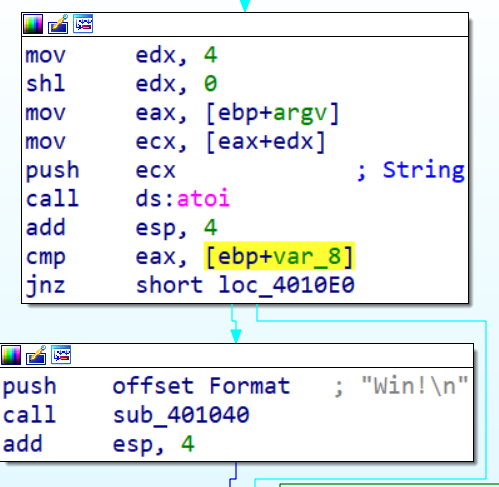 mov edx, 4
shl edx, 0
mov eax, [ebp+argv]
mov ecx, [eax+edx]
push ecx ; String
call ds:atoi
add esp, 4
cmp eax, [ebp+var_8]
jnz short loc_4010E0
push offset Format ; "Win!\n"
call sub_401040
add esp, 4